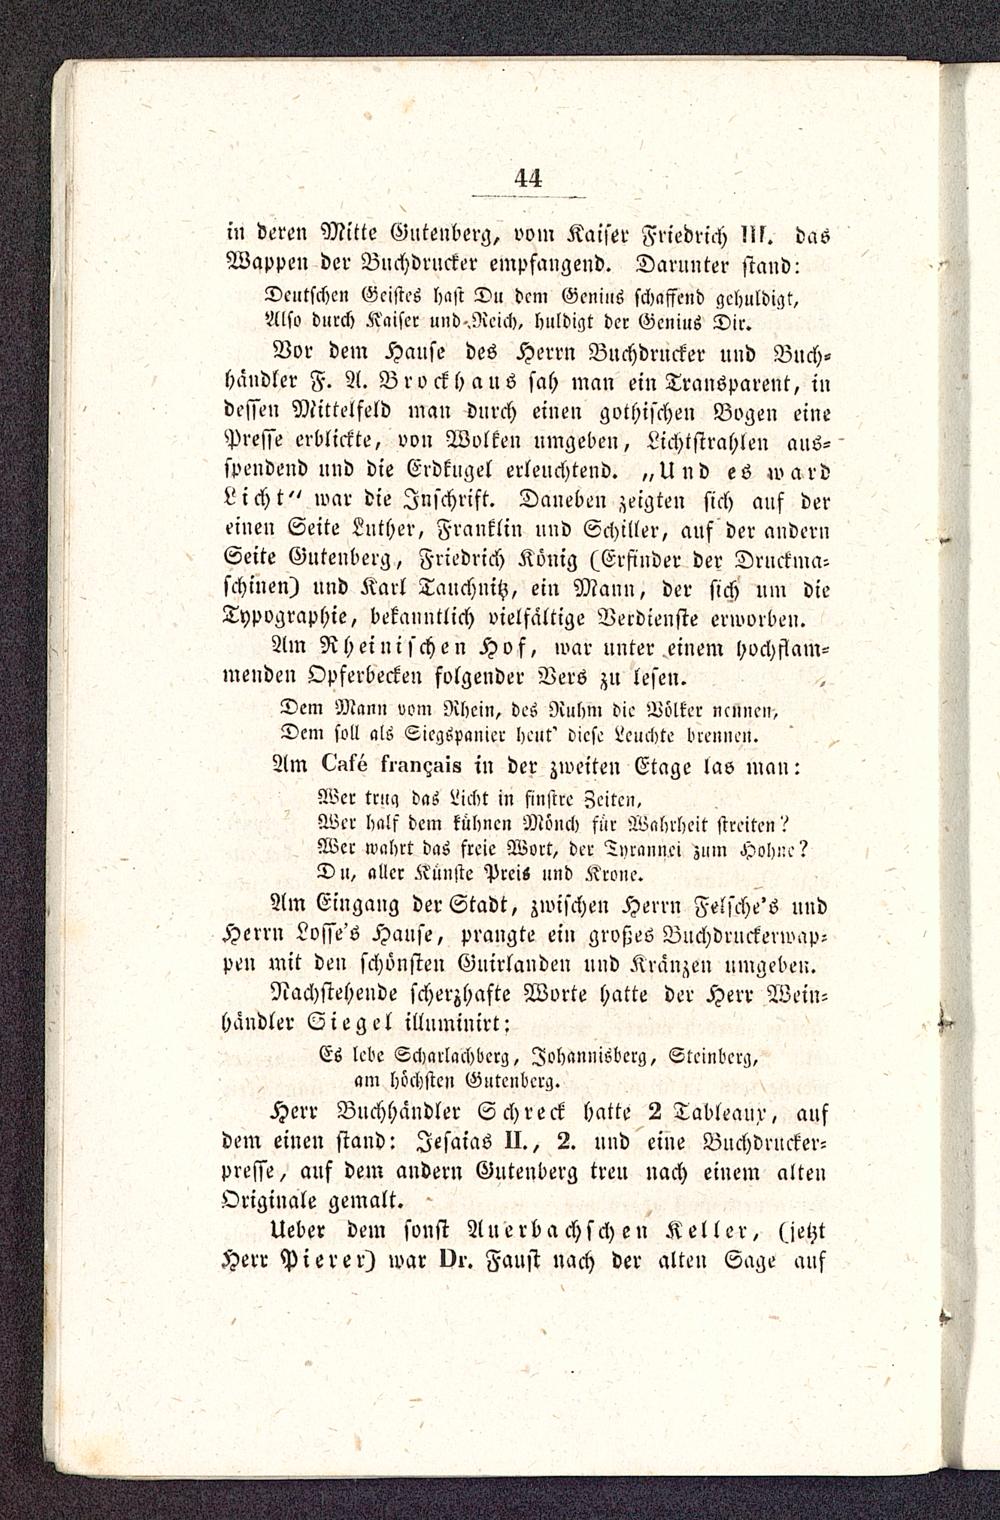 44
in deren Mitte Gutenberg, vom Kaiser Friedrich III. das
Wappen der Buchdrucker empfangend. Darunter stand:
Deutschen Geistes hast Du dem Genius schaffend gehuldigt,
Also durch Kaiser und Reich, huldigt der Genius Dir.
Vor dem Hause des Herrn Buchdrucker und Buch-
händler F. A. Brockhaus sah man ein Transparent, in
dessen Mittelfeld man durch einen gothischen Bogen eine
Presse erblickte, von Wolken umgeben, Lichtstrahlen aus-
spendend und die Erdkugel erleuchtend. „Und es ward
Licht“ war die Inschrift. Daneben zeigten sich auf der
einen Seite Luther, Franklin und Schiller, auf der andern
Seite Gutenberg, Friedrich König (Erfinder der Druckma-
schinen) und Karl Tauchnitz, ein Mann, der sich um die
Typographie, bekanntlich vielfältige Verdienste erworben.
Am Rheinischen Hof, war unter einem hochflam-
menden Opferbecken folgender Vers zu lesen.
Dem Mann vom Rhein, des Ruhm die Völker nennen,
Dem soll als Siegspanier heut' diese Leuchte brennen.
Am Café français in der zweiten Etage las man:
Wer trug das Licht in finstre Zeiten,
Wer half dem kühnen Mönch für Wahrheit streiten?
Wer wahrt das freie Wort, der Tyrannei zum Hohne?
Du, aller Künste Preis und Krone.
Am Eingang der Stadt, zwischen Herrn Felsche's und
Herrn Losse's Hause, prangte ein großes Buchdruckerwap-
pen mit den schönsten Guirlanden und Kränzen umgeben.
Nachstehende scherzhafte Worte hatte der Herr Wein-
händler Siegel illuminirt:
Es lebe Scharlachberg, Johannisberg, Steinberg,
am höchsten Gutenberg.
Herr Buchhändler Schreck hatte 2 Tableaux, auf
dem einen stand: Jesaias II., 2. und eine Buchdrucker-
presse, auf dem andern Gutenberg treu nach einem alten
Originale gemalt.
Ueber dem sonst Auerbachschen Keller, (jetzt
Herr Pierer) war Dr. Faust nach der alten Sage auf